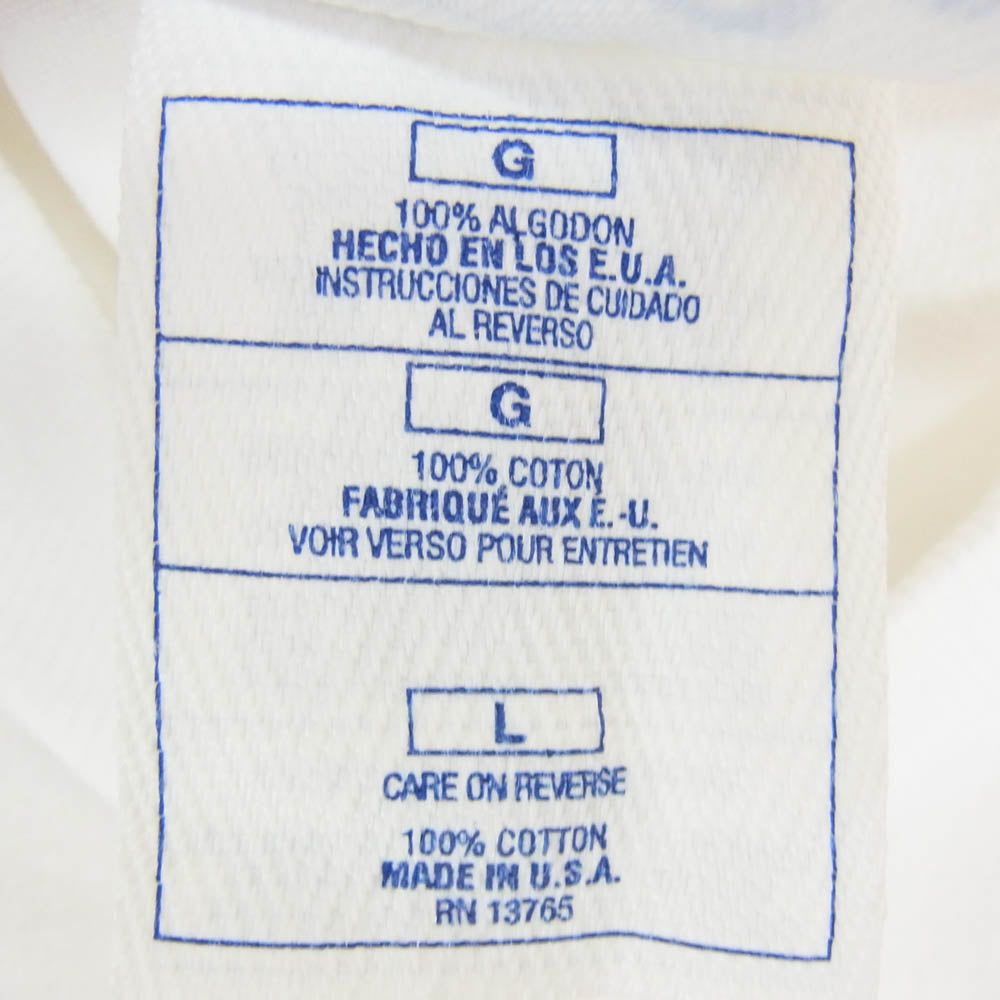 G
100% ALGODON
HECHO EN LOS E.U.A.
INSTRUCCIONES DE CUIDADO
AL REVERSO
G
100% COTON
FABRIQUÉ AUX É.-U.
VOIR VERSO POUR ENTRETIEN
L
CARE ON REVERSE
100% COTTON
MADE IN U.S.A.
RN 13765